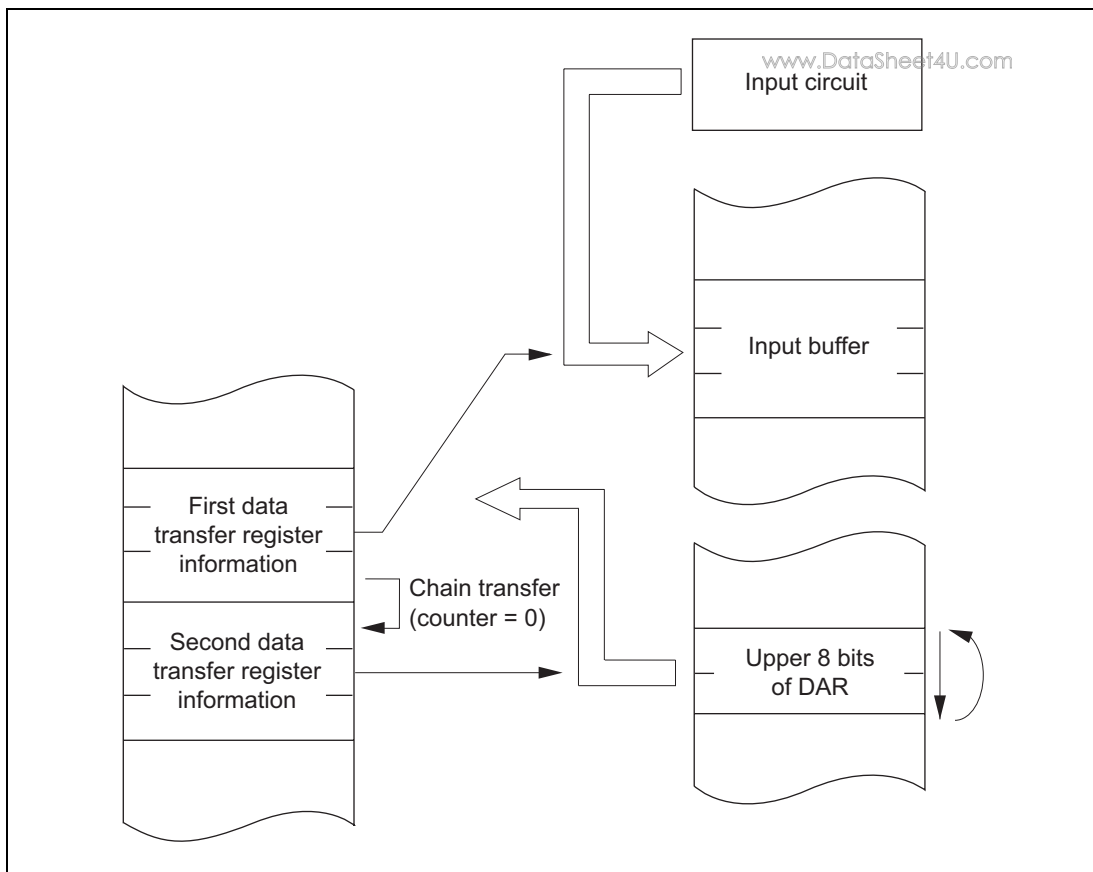 www.DataSheet4U.com
Input circuit
Input buffer
First data
transfer register
information
Chain transfer
(counter = 0)
Second data
transfer register
information
Upper 8 bits
of DAR